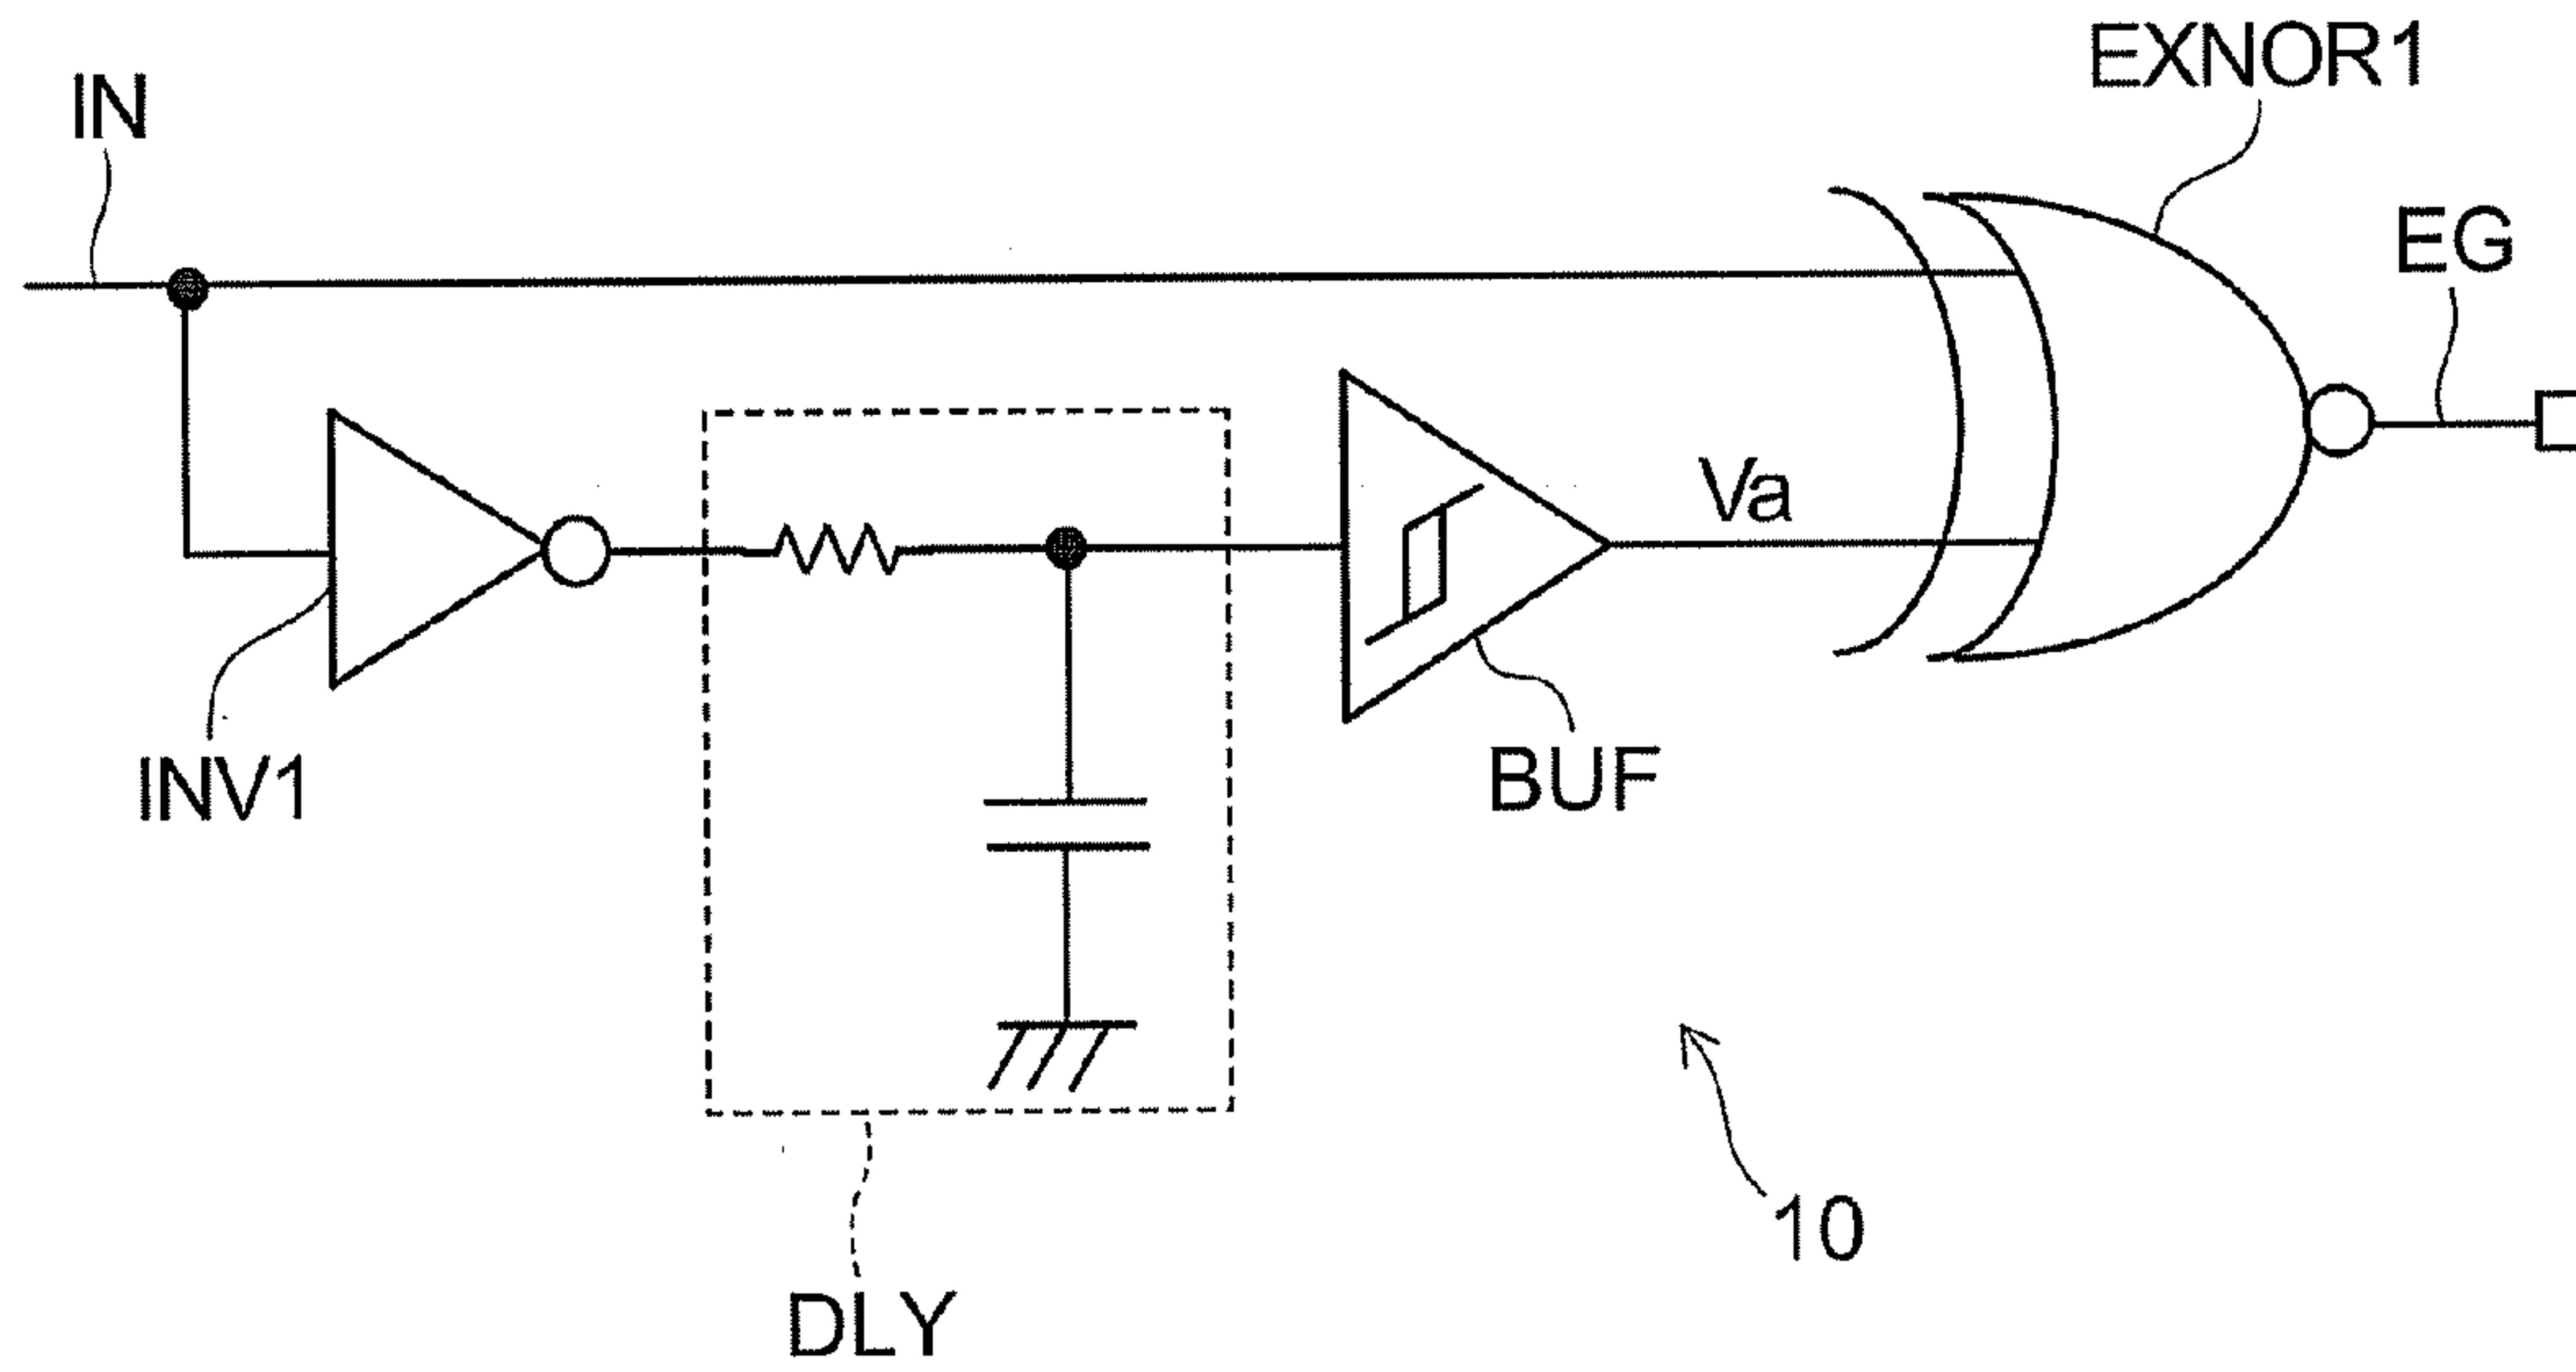 EXNOR1
IN
EG
Va
INV1
BUF
10
DLY